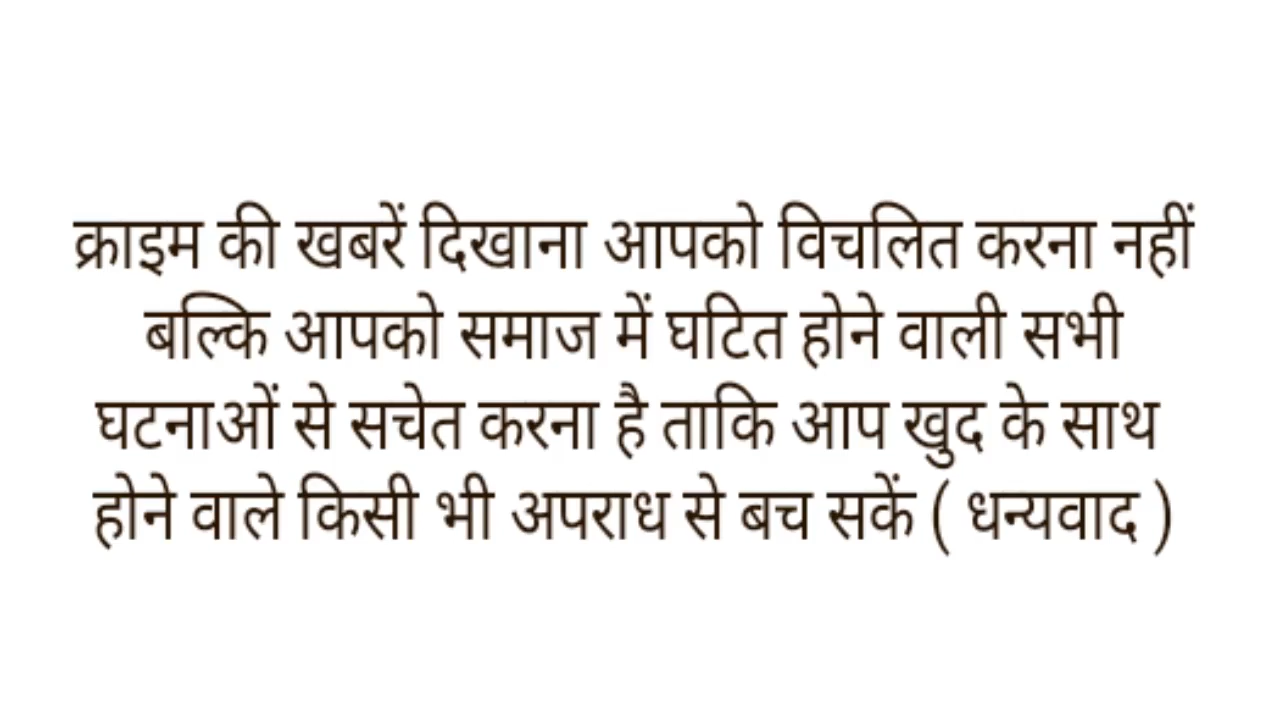 क्राइम की खबरें दिखाना आपको विचलित करना नहीं
बल्कि आपको समाज में घटित होने वाली सभी
घटनाओं से सचेत करना है ताकि आप खुद के साथ
होने वाले किसी भी अपराध से बच सकें ( धन्यवाद )